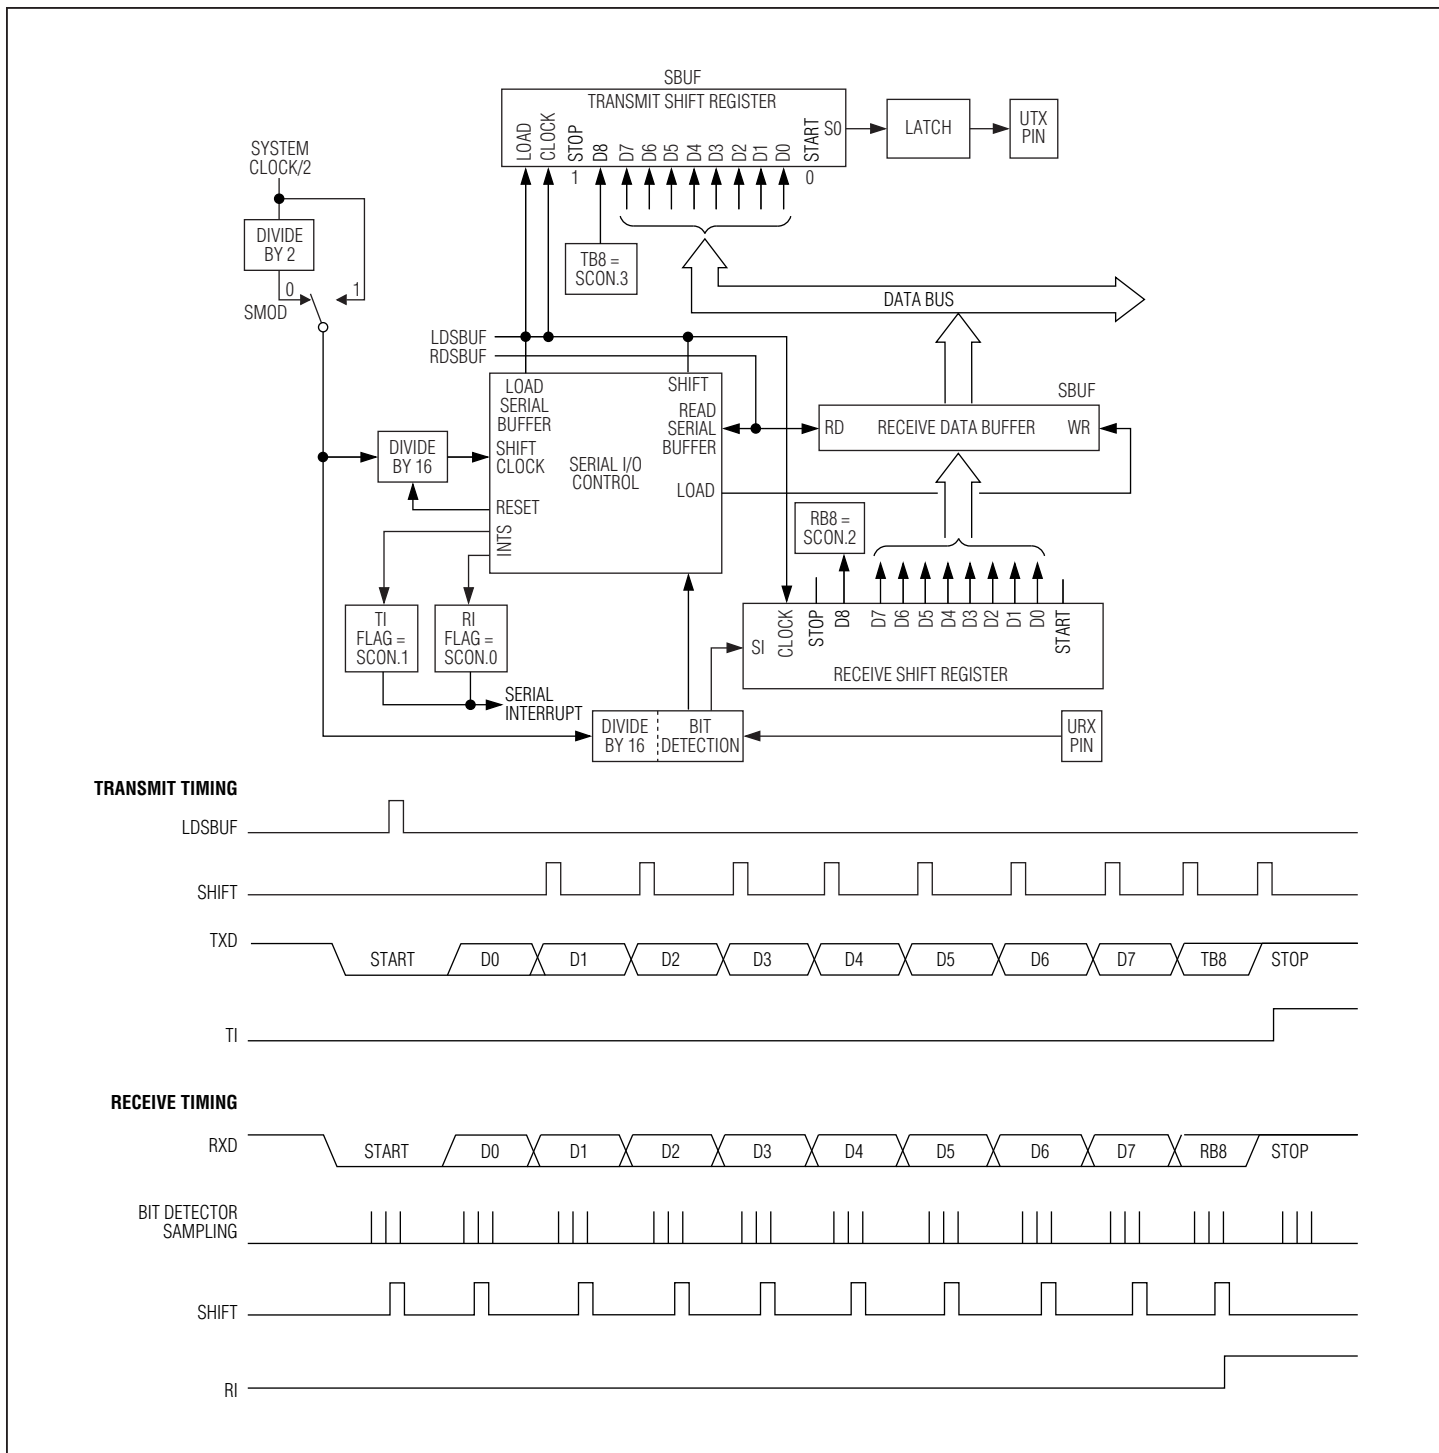 SBUF
TRANSMIT SHIFT REGISTER
LOAD
CLOCK
STOP
D8
D7
D6
D5
D4
D3
D2
D1
D0
START
S0
1
0
LATCH
UTX
PIN
SYSTEM
CLOCK/2
DIVIDE
BY 2
0
1
SMOD
TB8 =
SCON.3
DATA BUS
LDSBUF
RDSBUF
LOAD
SERIAL
BUFFER
SHIFT
READ
SERIAL
BUFFER
SHIFT
CLOCK
SERIAL I/O
CONTROL
LOAD
RESET
INTS
DIVIDE
BY 16
SBUF
RD
RECEIVE DATA BUFFER
WR
RB8 =
SCON.2
TI
FLAG =
SCON.1
RI
FLAG =
SCON.0
SERIAL
INTERRUPT
SI
CLOCK
STOP
D8
D7
D6
D5
D4
D3
D2
D1
D0
START
RECEIVE SHIFT REGISTER
DIVIDE
BY 16
BIT
DETECTION
URX
PIN
TRANSMIT TIMING
LDSBUF
SHIFT
TXD
START
D0
D1
D2
D3
D4
D5
D6
D7
TB8
STOP
TI
RECEIVE TIMING
RXD
START
D0
D1
D2
D3
D4
D5
D6
D7
RB8
STOP
BIT DETECTOR
SAMPLING
SHIFT
RI